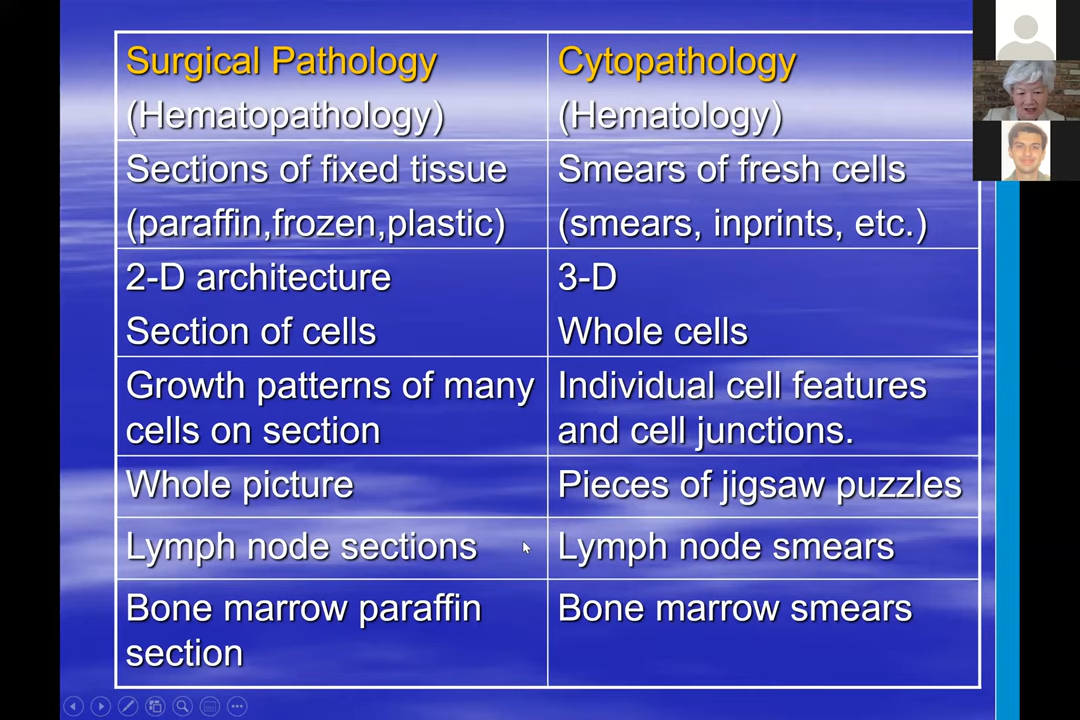 Surgical Pathology
(Hematopathology)
Cytopathology
(Hematology)
Sections of fixed tissue
(paraffin,frozen,plastic)
Smears of fresh cells
(smears, inprints, etc.)
2-D architecture
Section of cells
3-D
Whole cells
Growth patterns of many
cells on section
Individual cell features
and cell junctions.
Whole picture
Pieces of jigsaw puzzles
Lymph node sections
Lymph node smears
Bone marrow paraffin
section
Bone marrow smears